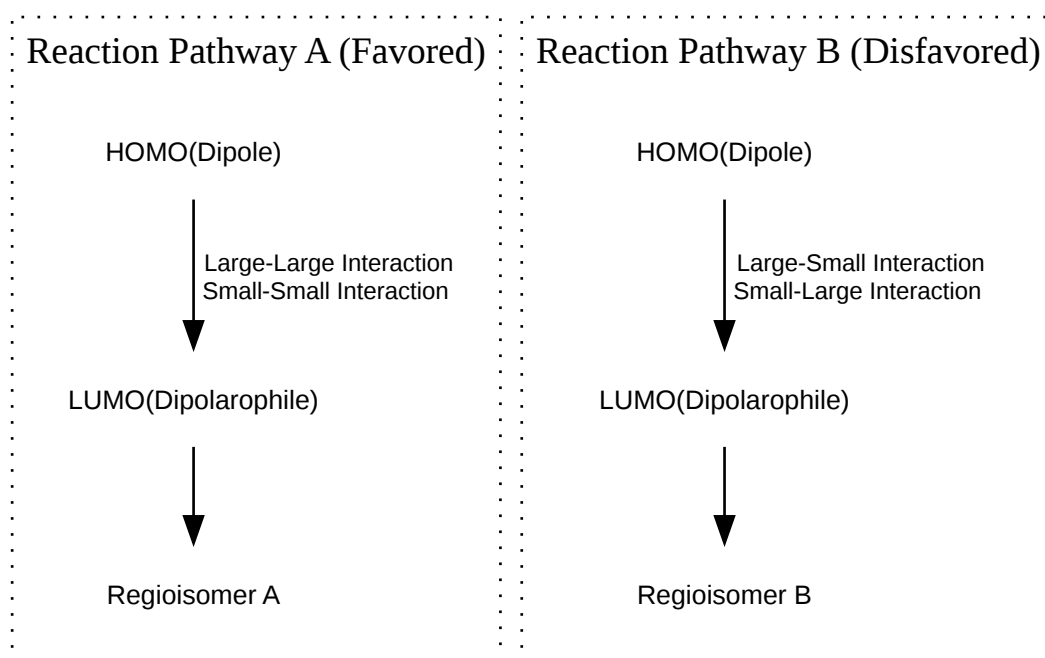 Reaction Pathway A (Favored)
HOMO(Dipole)
Large-Large Interaction
Small-Small Interaction
LUMO(Dipolarophile)
Regioisomer A
Reaction Pathway B (Disfavored)
HOMO(Dipole)
Large-Small Interaction
Small-Large Interaction
LUMO(Dipolarophile)
Regioisomer B